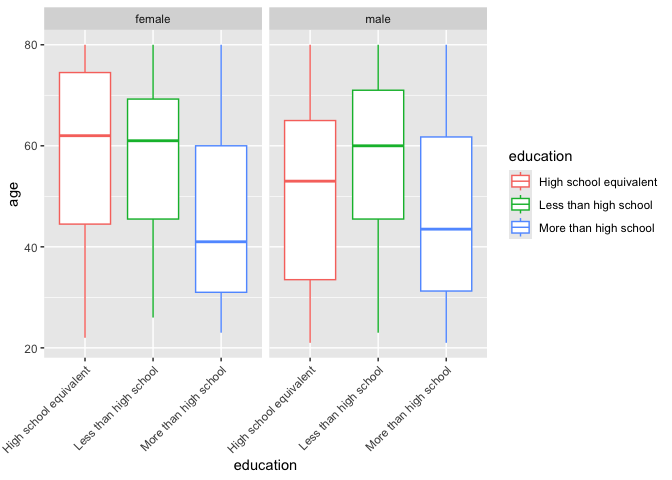 female
male
80
60
40
20
age
High school equivalent
Less than high school
More than high school
High school equivalent
Less than high school
More than high school
education
education
High school equivalent
Less than high school
More than high school